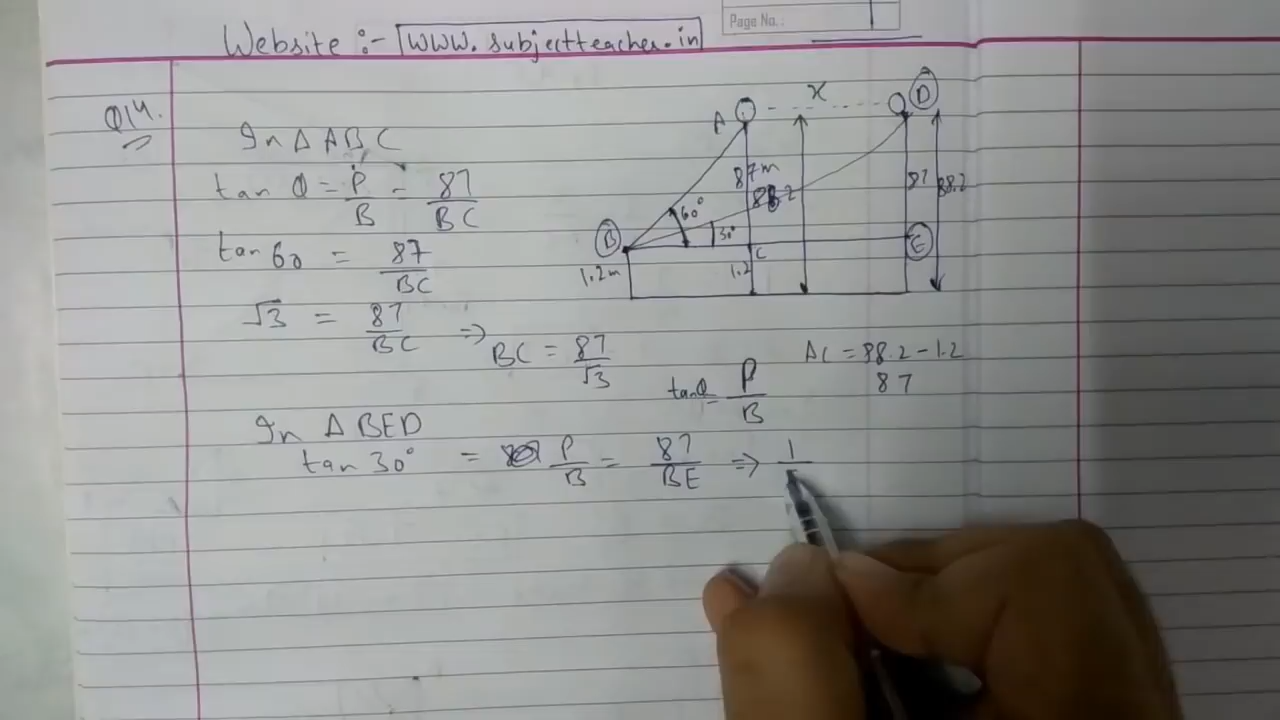 Page No. :
Website :- www.subjectteacher.in
Q14.
In Δ ABC
tan θ = P/B = 87/BC
tan 60 = 87/BC
√3 = 87/BC ⇒ BC = 87/√3
A
x
D
87m
88.2
87
88.2
60°
30°
B
C
E
1.2m
1.2
AC = 88.2 - 1.2
87
tanθ = P/B
In Δ BED
tan 30° = P/B = 87/BE ⇒ 1